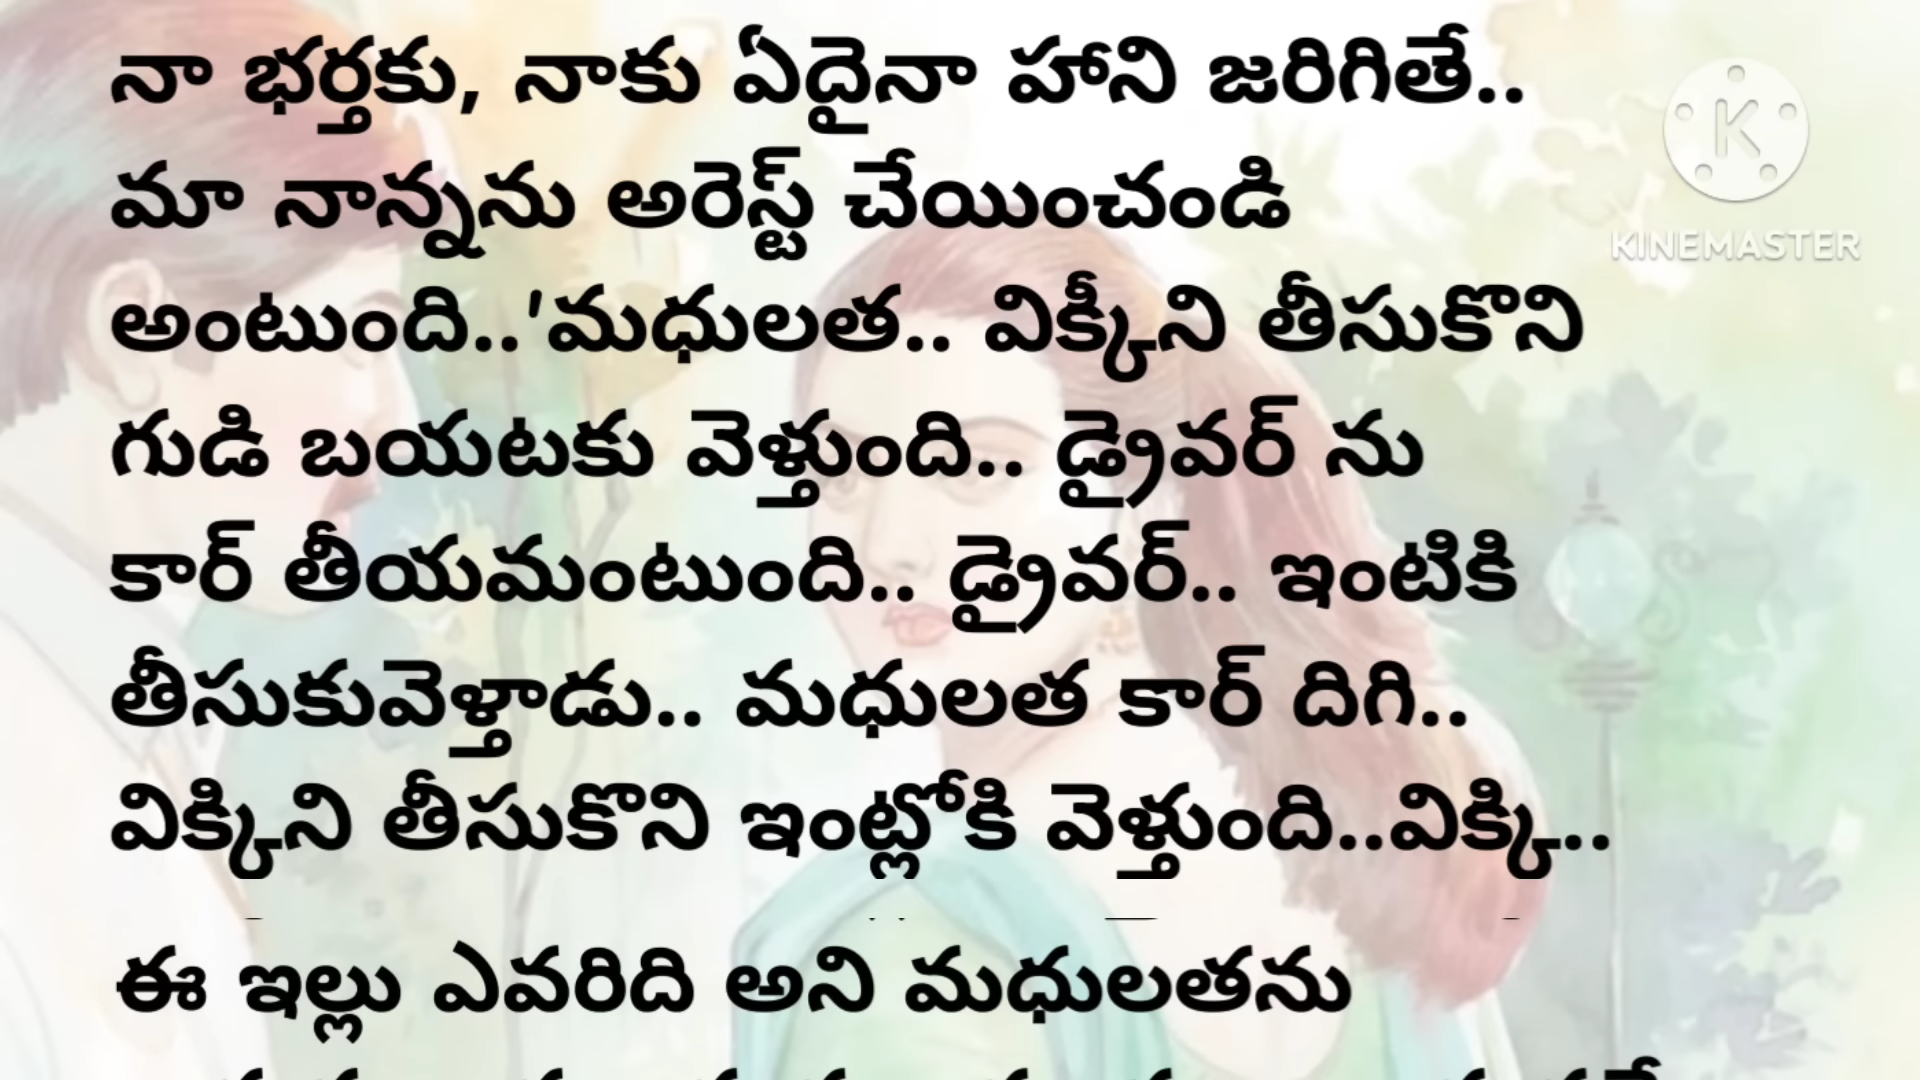 నా భర్తకు, నాకు ఏదైనా హాని జరిగితే..
మా నాన్నను అరెస్ట్ చేయించండి
అంటుంది..'మధులత.. విక్కీని తీసుకొని
గుడి బయటకు వెళ్తుంది.. డ్రైవర్ ను
కార్ తీయమంటుంది.. డ్రైవర్.. ఇంటికి
తీసుకువెళ్తాడు.. మధులత కార్ దిగి..
విక్కిని తీసుకొని ఇంట్లోకి వెళ్తుంది..విక్కి..
ఈ ఇల్లు ఎవరిది అని మధులతను
K
KINEMASTER